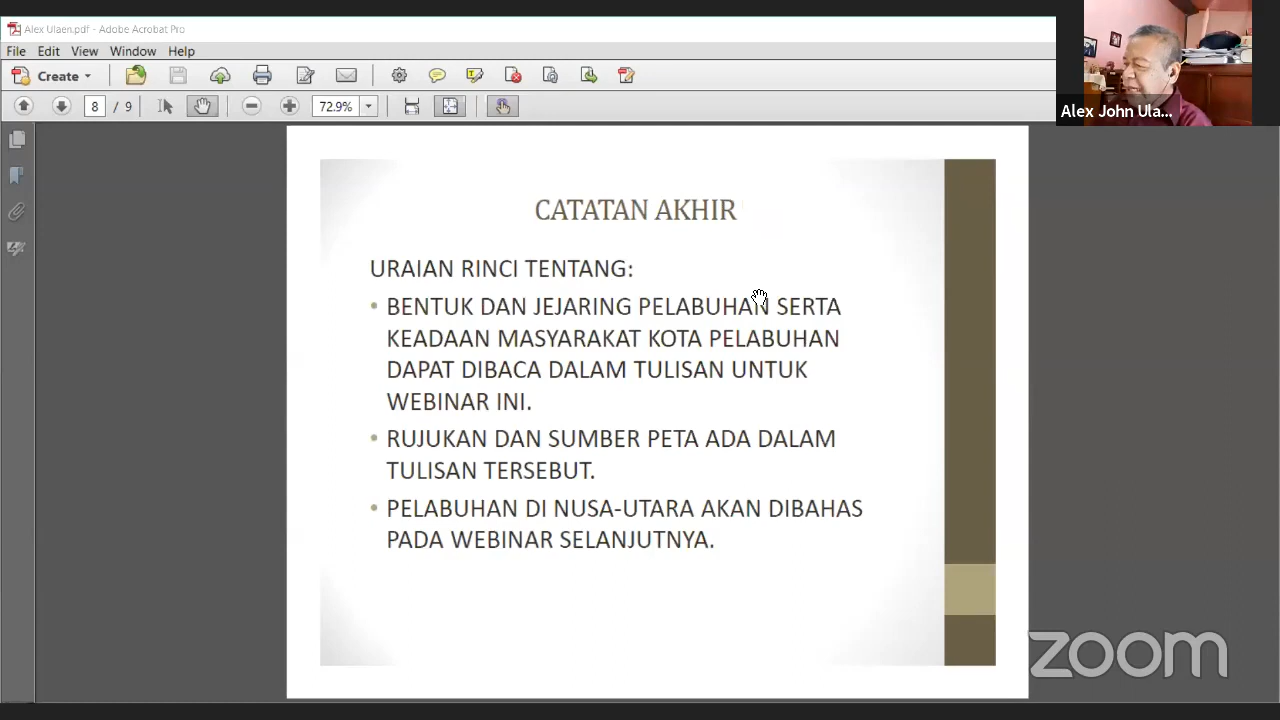 Alex Ulaen.pdf - Adobe Acrobat Pro
File Edit View Window Help
Create
8 / 9 72.9%
Alex John Ula...
CATATAN AKHIR
URAIAN RINCI TENTANG:
• BENTUK DAN JEJARING PELABUHAN SERTA
KEADAAN MASYARAKAT KOTA PELABUHAN
DAPAT DIBACA DALAM TULISAN UNTUK
WEBINAR INI.
• RUJUKAN DAN SUMBER PETA ADA DALAM
TULISAN TERSEBUT.
• PELABUHAN DI NUSA-UTARA AKAN DIBAHAS
PADA WEBINAR SELANJUTNYA.
zoom